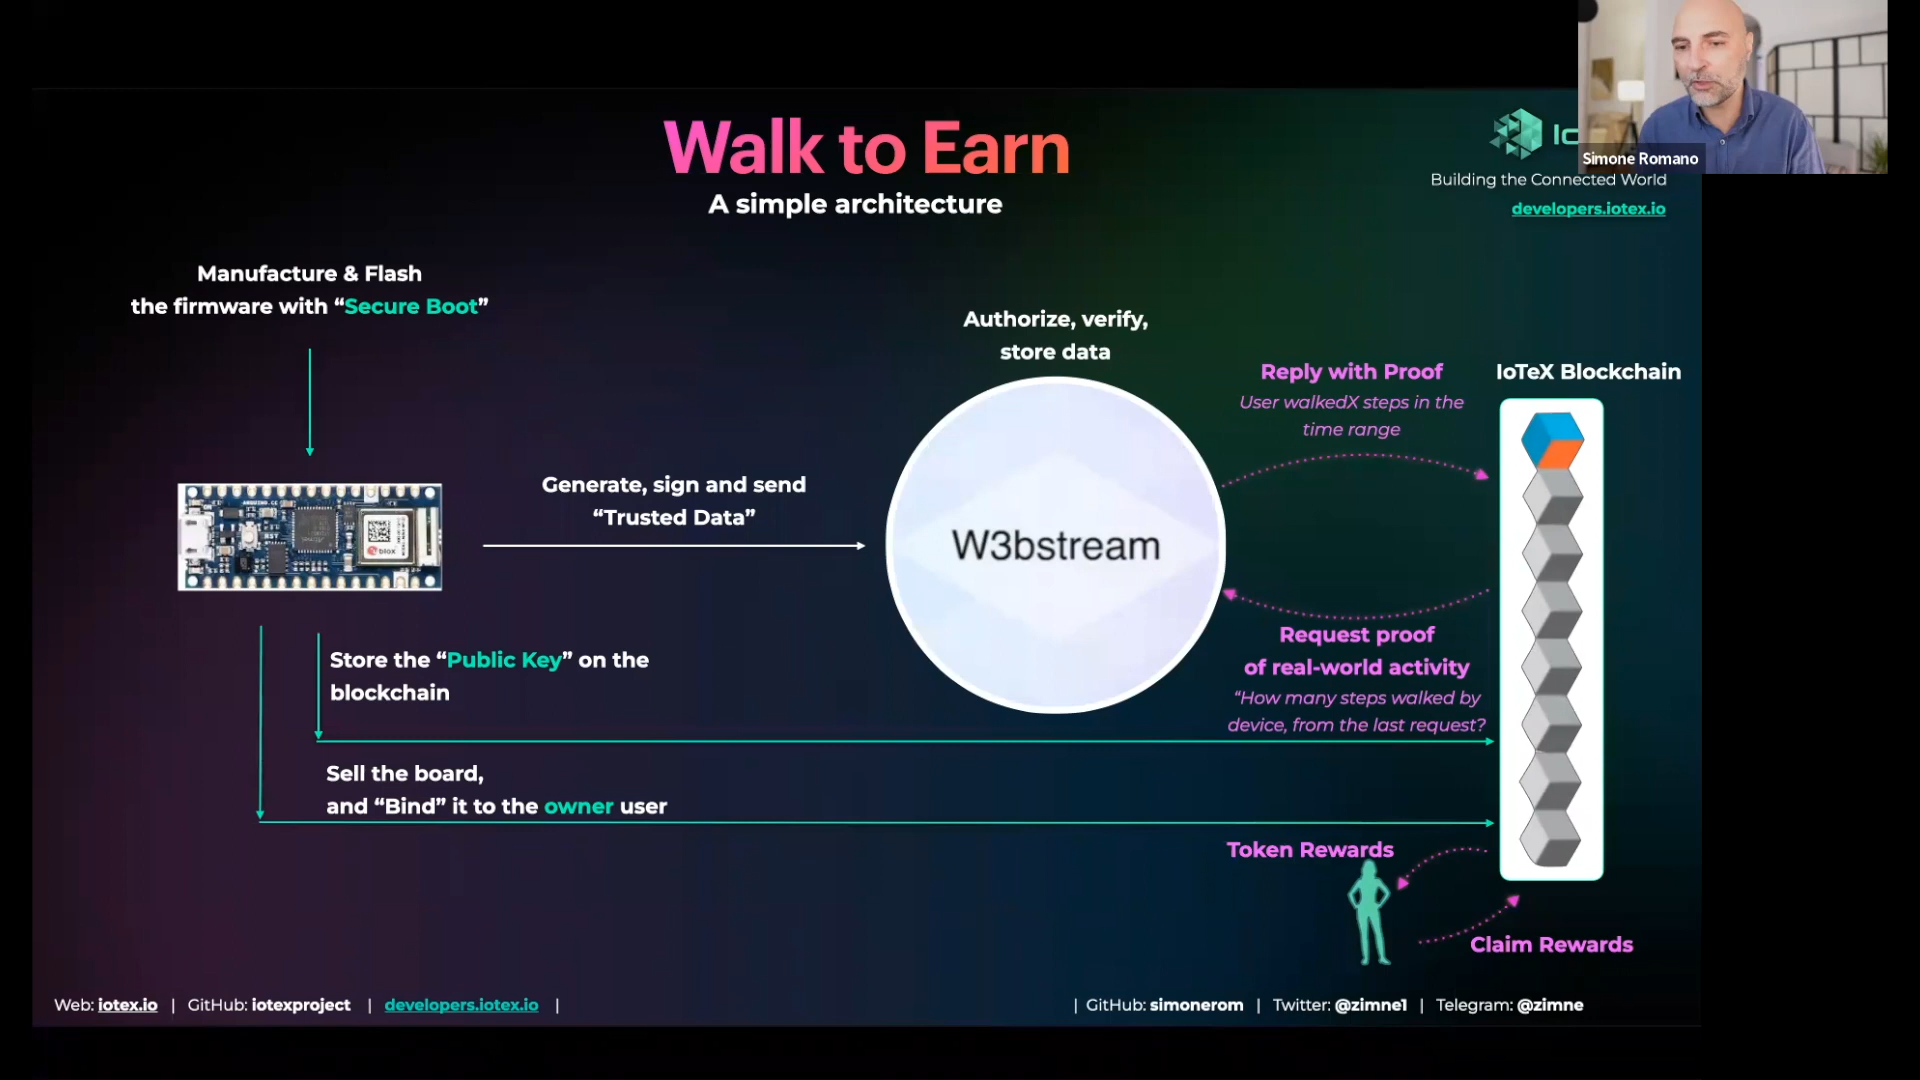 Walk to Earn
A simple architecture
Simone Romano
Building the Connected World
developers.iotex.io
Manufacture & Flash
the firmware with “Secure Boot”
Generate, sign and send
“Trusted Data”
Authorize, verify,
store data
W3bstream
Reply with Proof
User walkedX steps in the
time range
IoTeX Blockchain
Request proof
of real-world activity
“How many steps walked by
device, from the last request?
Store the “Public Key” on the
blockchain
Sell the board,
and “Bind” it to the owner user
Token Rewards
Claim Rewards
Web: iotex.io | GitHub: iotexproject | developers.iotex.io |
| GitHub: simonerom | Twitter: @zimne1 | Telegram: @zimne